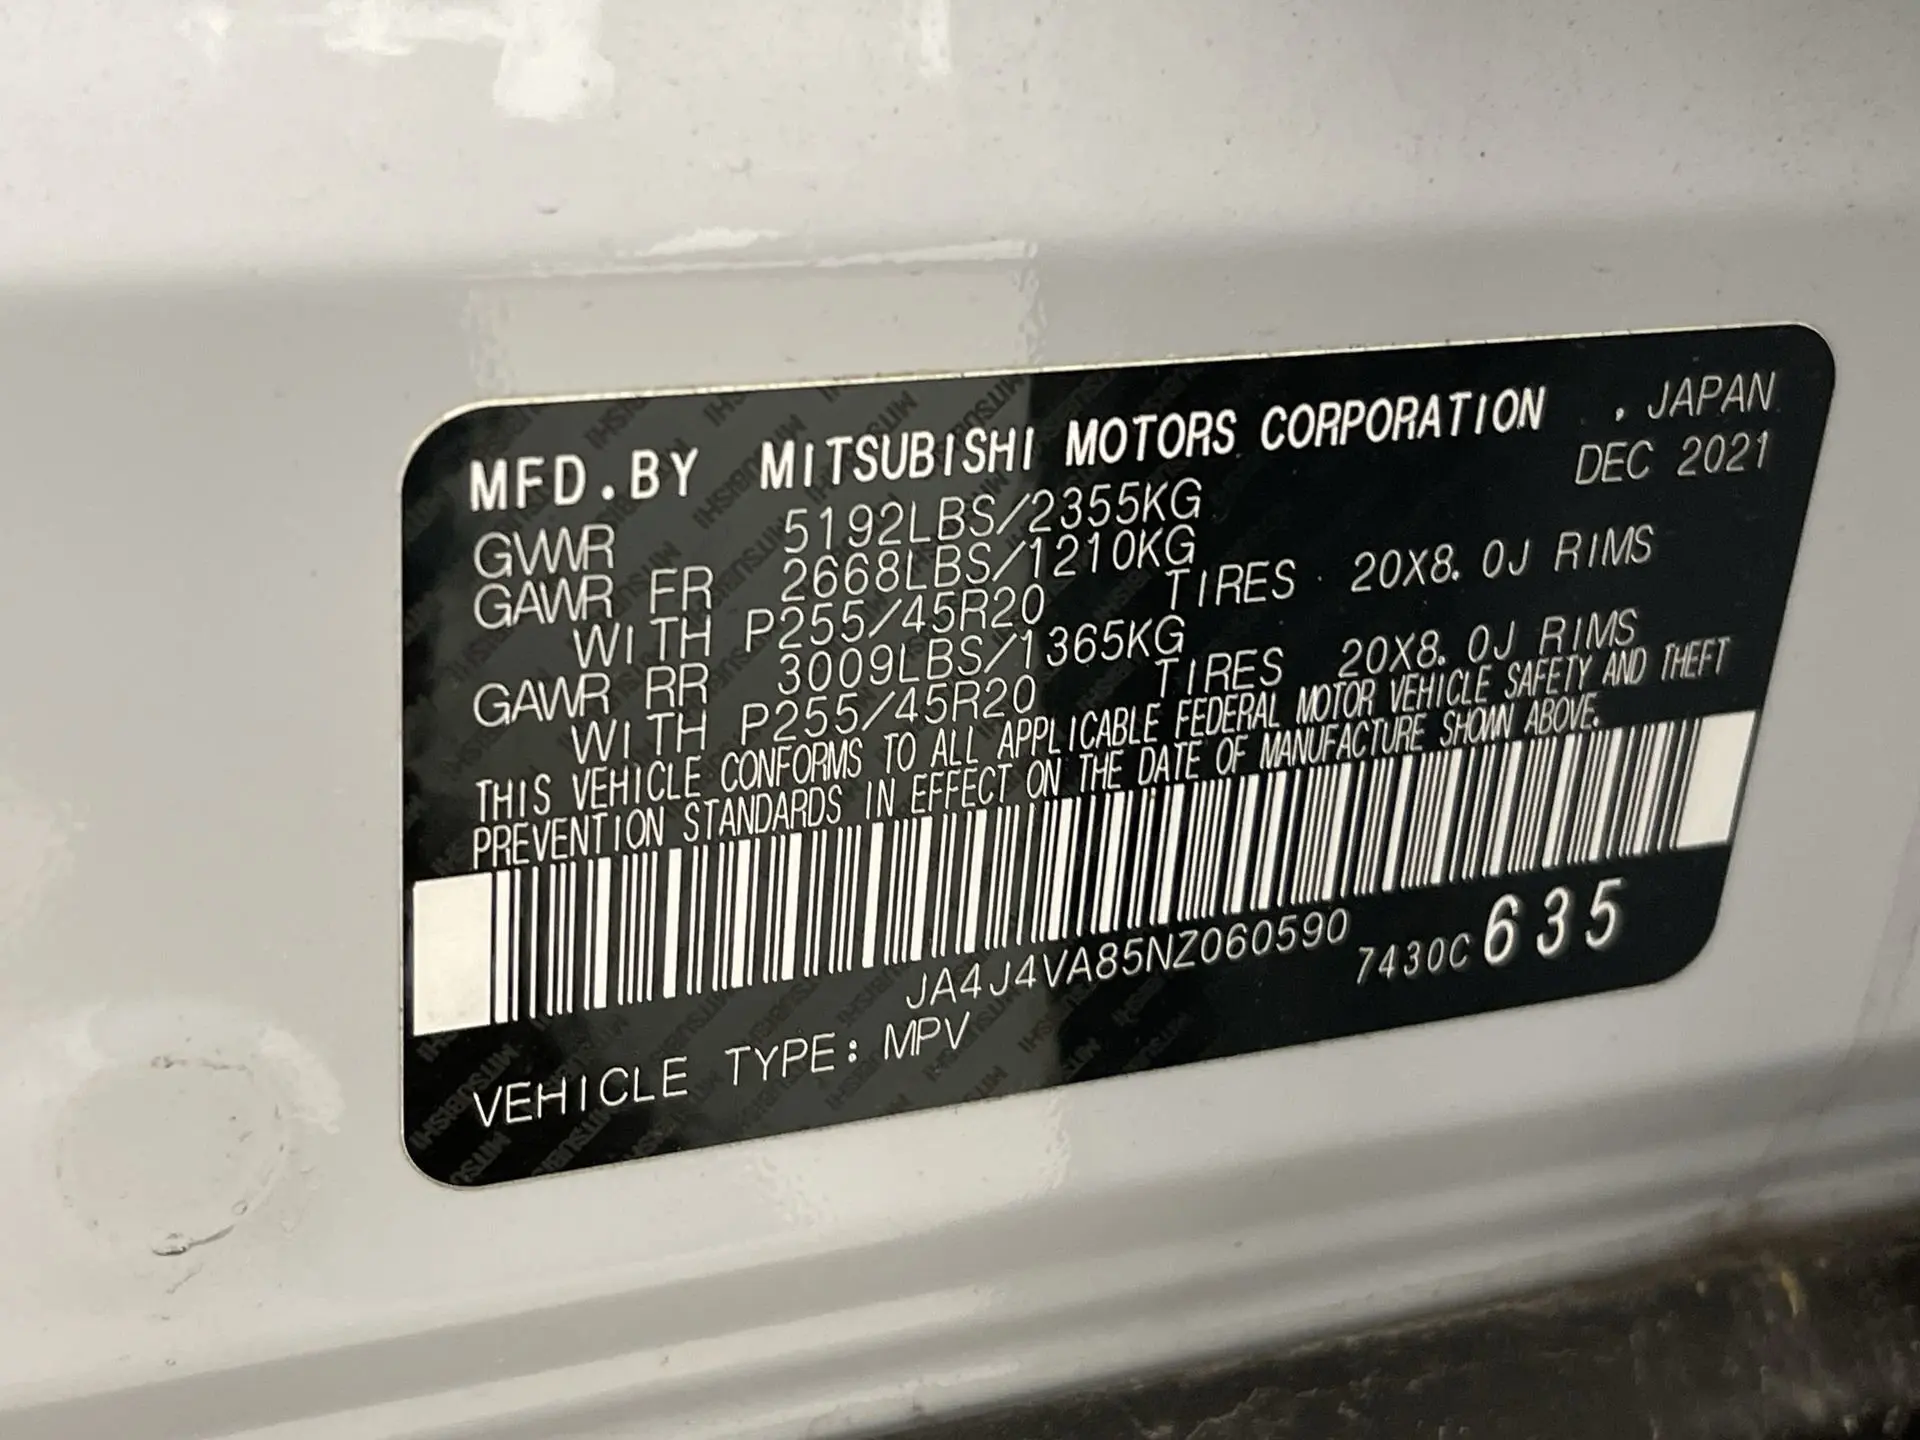 MFD.BY MITSUBISHI MOTORS CORPORATION . JAPAN
DEC 2021
GVWR 5192LBS/2355KG
GAWR FR 2668LBS/1210KG
WITH P255/45R20 TIRES 20X8.0J RIMS
GAWR RR 3009LBS/1365KG
WITH P255/45R20 TIRES 20X8.0J RIMS
THIS VEHICLE CONFORMS TO ALL APPLICABLE FEDERAL MOTOR VEHICLE SAFETY AND THEFT
PREVENTION STANDARDS IN EFFECT ON THE DATE OF MANUFACTURE SHOWN ABOVE.
JA4J4VA85NZ060590 7430C 635
VEHICLE TYPE: MPV